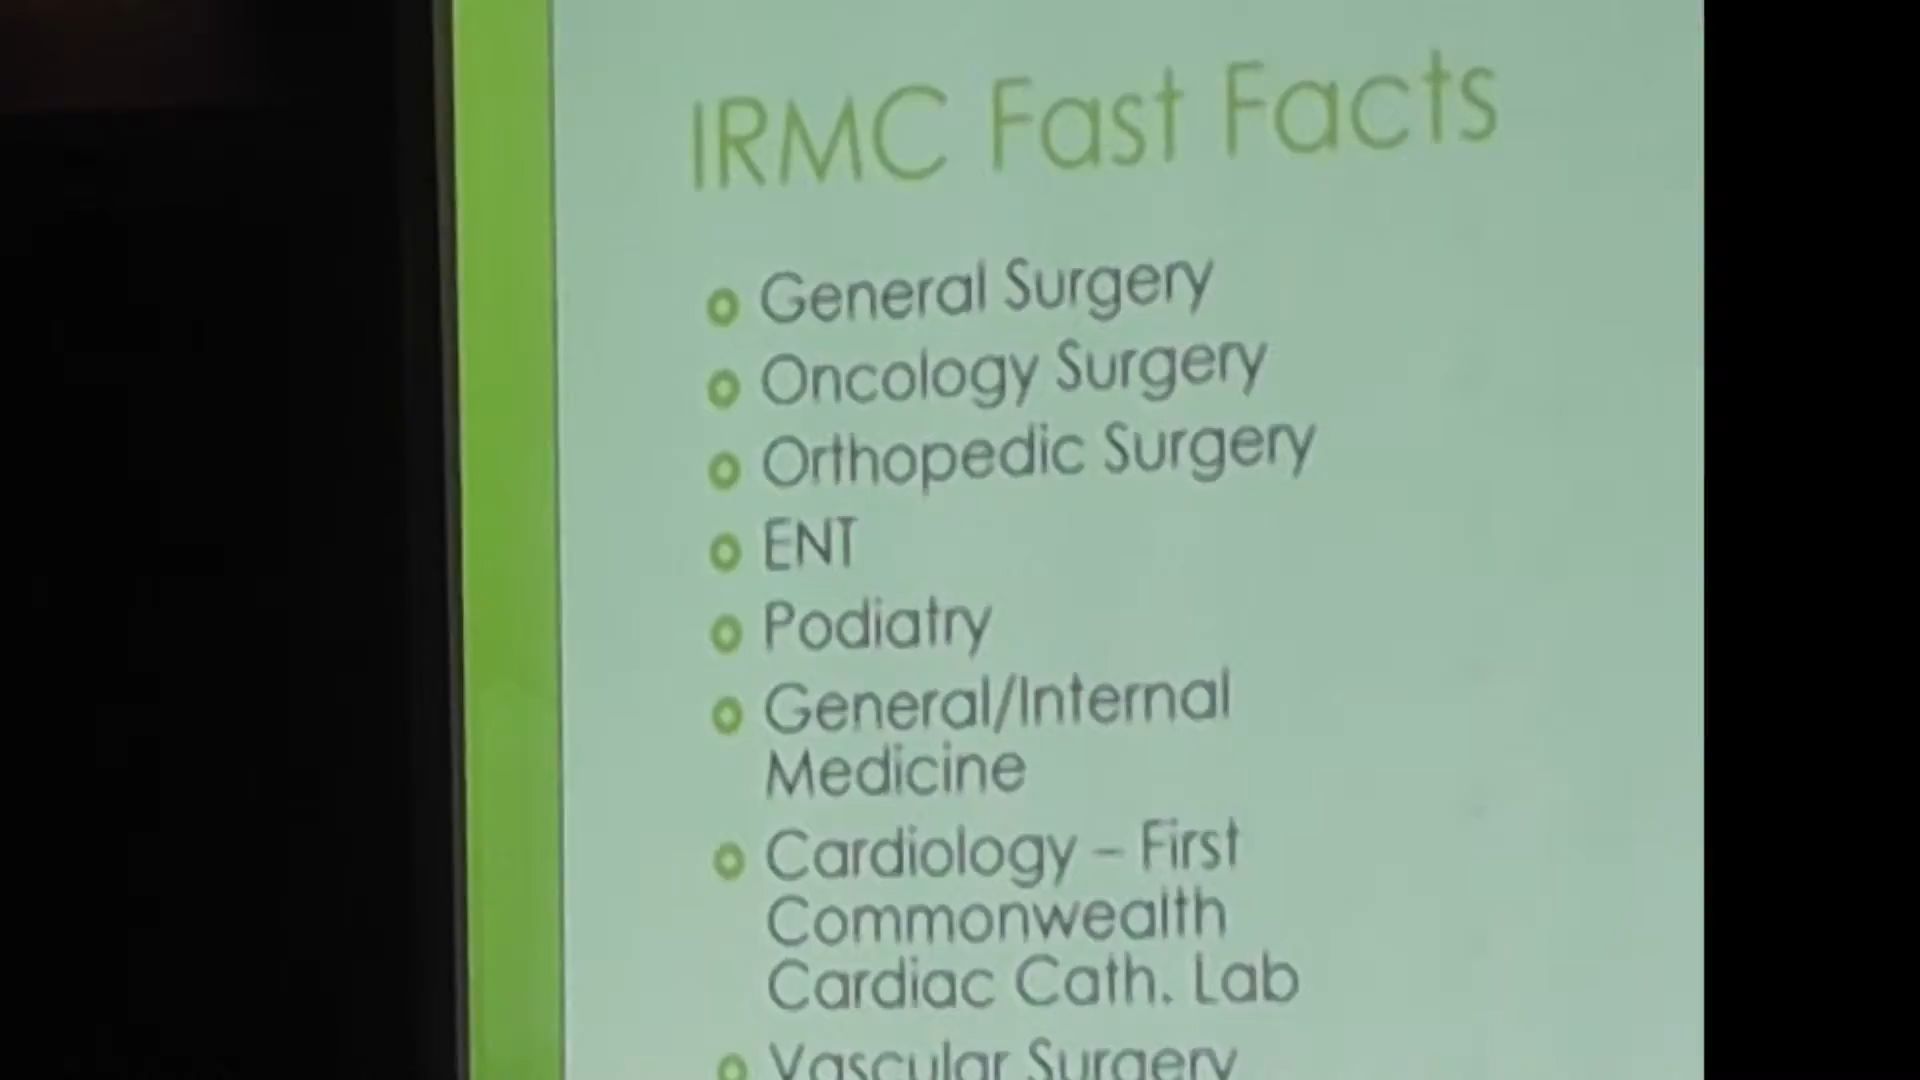 IRMC Fast Facts
General Surgery
Oncology Surgery
Orthopedic Surgery
ENT
Podiatry
General/Internal
Medicine
Cardiology – First
Commonwealth
Cardiac Cath. Lab
Vascular Surgery